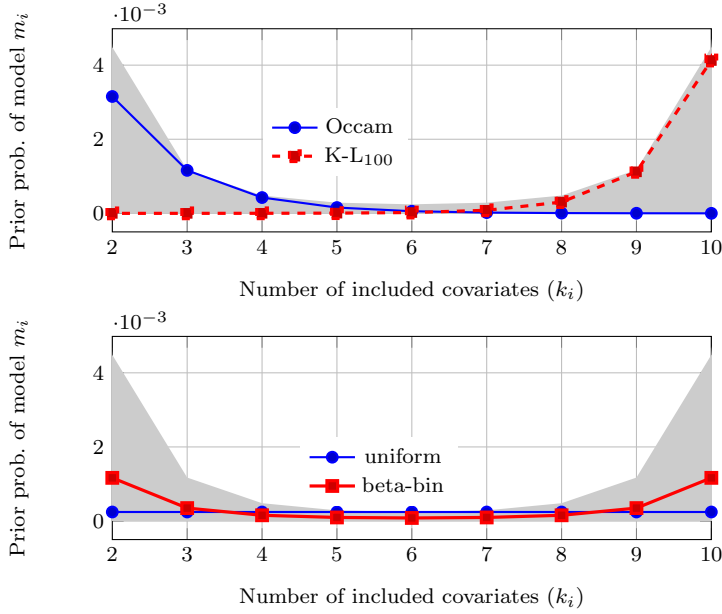 ·10−3
Prior prob. of model mi
4
2
0
Occam
K-L100
2 3 4 5 6 7 8 9 10
Number of included covariates (ki)
·10−3
Prior prob. of model mi
4
2
0
uniform
beta-bin
2 3 4 5 6 7 8 9 10
Number of included covariates (ki)